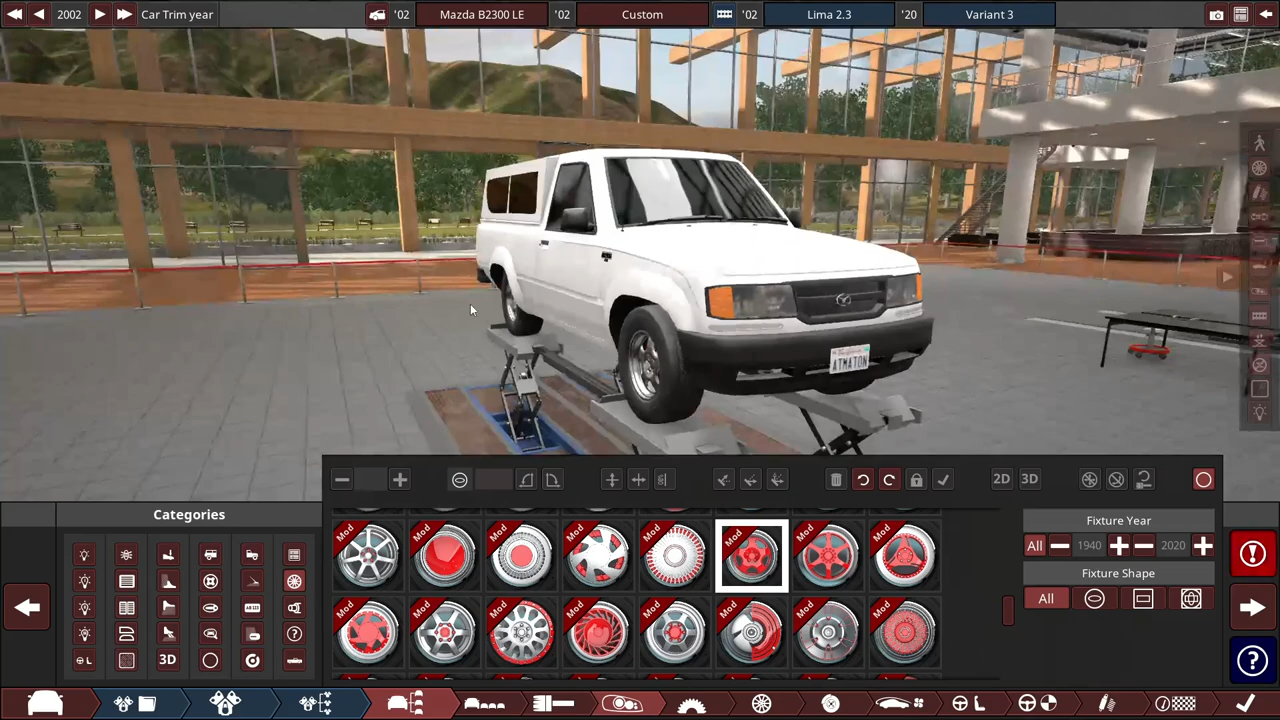 2002 Car Trim year '02 Mazda B2300 LE '02 Custom '02 Lima 2.3 '20 Variant 3
ATMATON
2D 3D
Categories
Fixture Year
All 1940 2020
Fixture Shape
All
Mod Mod Mod Mod Mod Mod Mod Mod
Mod Mod Mod Mod Mod Mod Mod Mod
L 3D